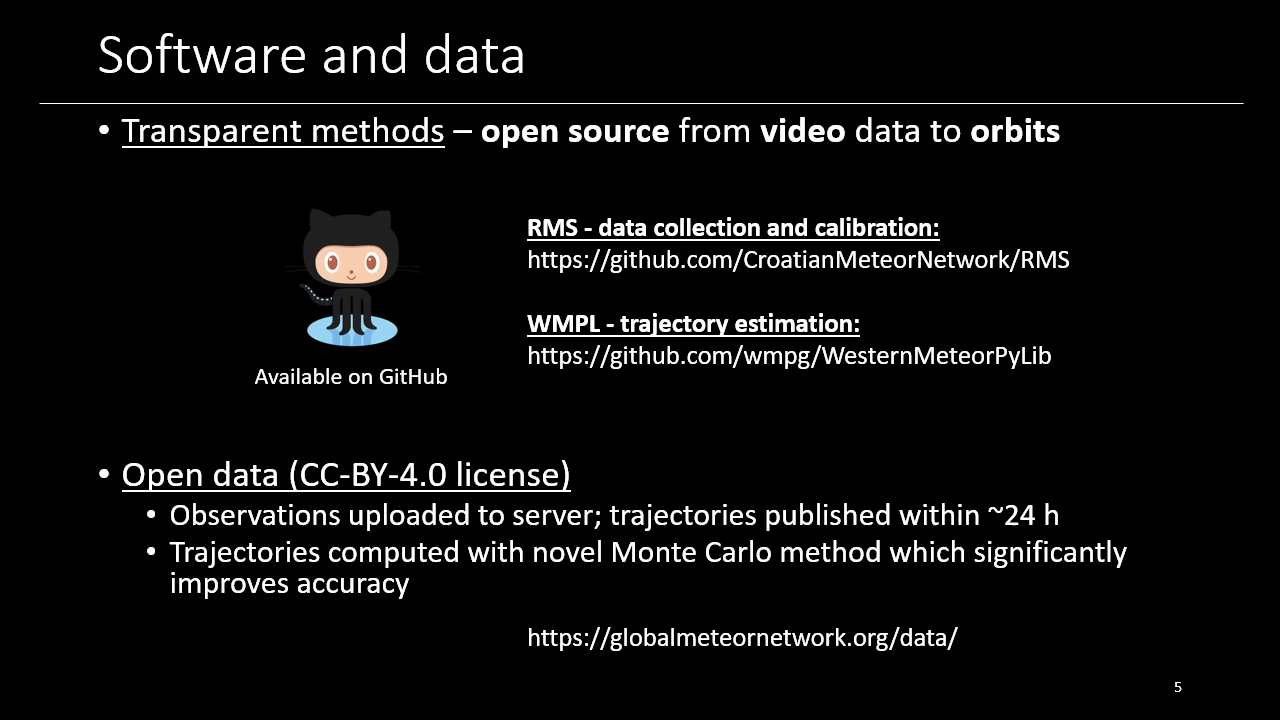 Software and data
• Transparent methods – open source from video data to orbits
RMS - data collection and calibration:
https://github.com/CroatianMeteorNetwork/RMS
WMPL - trajectory estimation:
https://github.com/wmpg/WesternMeteorPyLib
Available on GitHub
• Open data (CC-BY-4.0 license)
• Observations uploaded to server; trajectories published within ~24 h
• Trajectories computed with novel Monte Carlo method which significantly
improves accuracy
https://globalmeteornetwork.org/data/
5